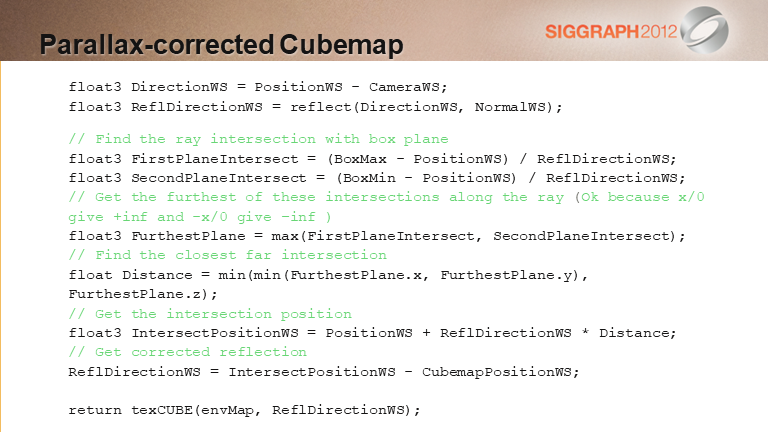 Parallax-corrected Cubemap
SIGGRAPH2012
float3 DirectionWS = PositionWS - CameraWS;
float3 ReflDirectionWS = reflect(DirectionWS, NormalWS);
// Find the ray intersection with box plane
float3 FirstPlaneIntersect = (BoxMax - PositionWS) / ReflDirectionWS;
float3 SecondPlaneIntersect = (BoxMin - PositionWS) / ReflDirectionWS;
// Get the furthest of these intersections along the ray (Ok because x/0
give +inf and -x/0 give –inf )
float3 FurthestPlane = max(FirstPlaneIntersect, SecondPlaneIntersect);
// Find the closest far intersection
float Distance = min(min(FurthestPlane.x, FurthestPlane.y),
FurthestPlane.z);
// Get the intersection position
float3 IntersectPositionWS = PositionWS + ReflDirectionWS * Distance;
// Get corrected reflection
ReflDirectionWS = IntersectPositionWS - CubemapPositionWS;
return texCUBE(envMap, ReflDirectionWS);